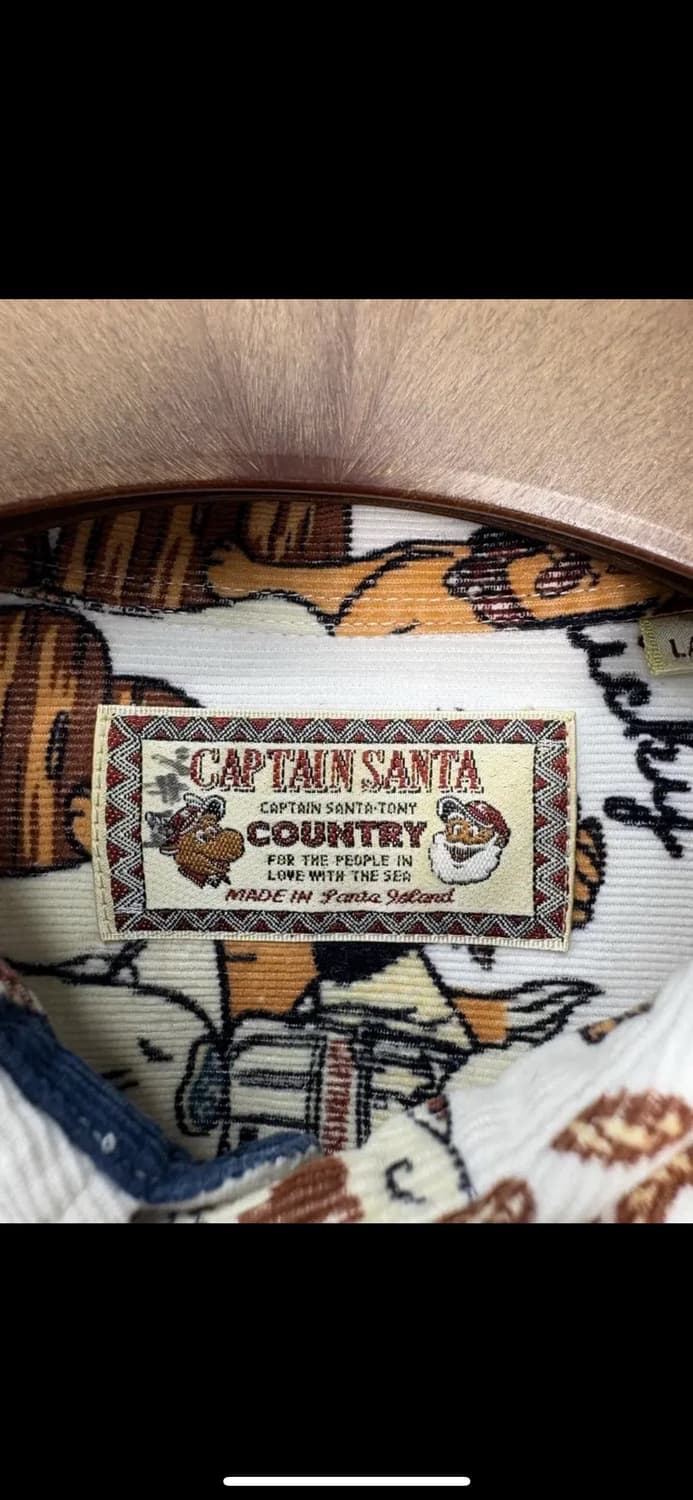 CAPTAIN SANTA
CAPTAIN SANTA·TONY
COUNTRY
FOR THE PEOPLE IN
LOVE WITH THE SEA
MADE IN Santa Island